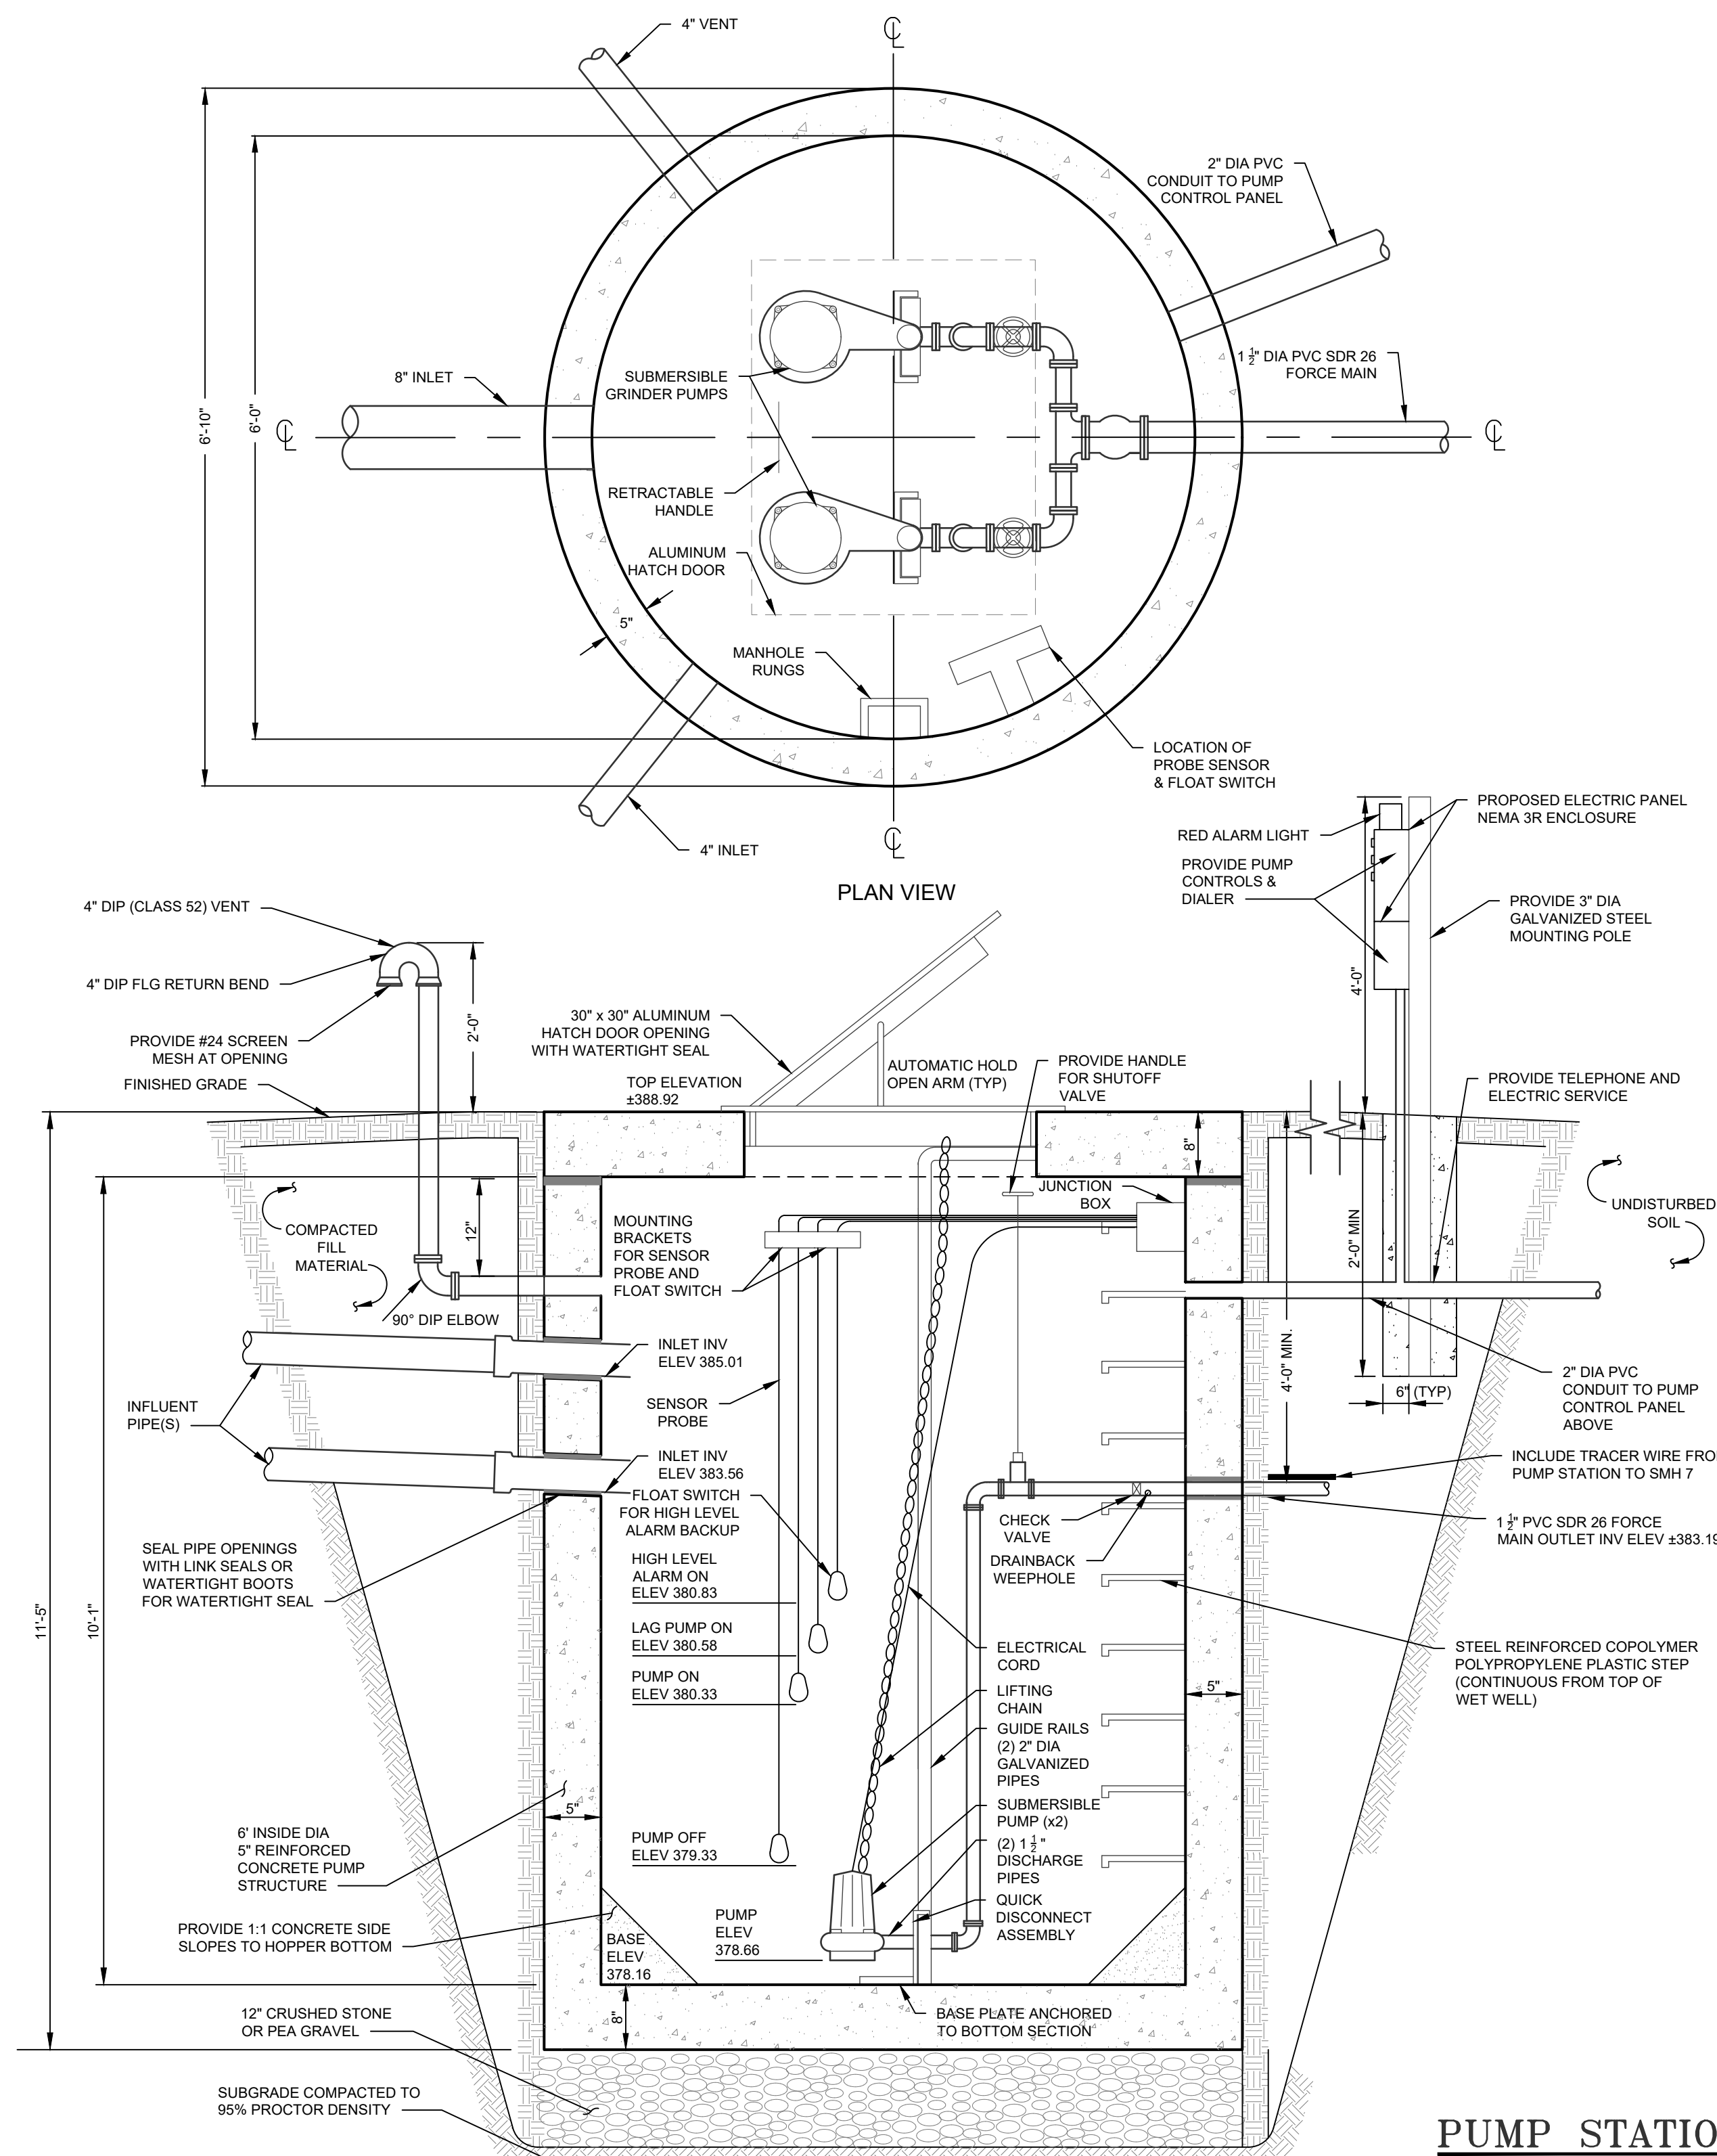 4" VENT
℄
2" DIA PVC
CONDUIT TO PUMP
CONTROL PANEL
1 1/2" DIA PVC SDR 26
FORCE MAIN
8" INLET
SUBMERSIBLE
GRINDER PUMPS
6'-10"
6'-0"
℄
℄
RETRACTABLE
HANDLE
ALUMINUM
HATCH DOOR
5"
MANHOLE
RUNGS
LOCATION OF
PROBE SENSOR
& FLOAT SWITCH
4" INLET
℄
PLAN VIEW
PROPOSED ELECTRIC PANEL
NEMA 3R ENCLOSURE
RED ALARM LIGHT
PROVIDE PUMP
CONTROLS &
DIALER
PROVIDE 3" DIA
GALVANIZED STEEL
MOUNTING POLE
4'-0"
4" DIP (CLASS 52) VENT
4" DIP FLG RETURN BEND
2'-0"
PROVIDE #24 SCREEN
MESH AT OPENING
FINISHED GRADE
30" x 30" ALUMINUM
HATCH DOOR OPENING
WITH WATERTIGHT SEAL
TOP ELEVATION
±388.92
AUTOMATIC HOLD
OPEN ARM (TYP)
PROVIDE HANDLE
FOR SHUTOFF
VALVE
PROVIDE TELEPHONE AND
ELECTRIC SERVICE
8"
JUNCTION
BOX
UNDISTURBED
SOIL
COMPACTED
FILL
MATERIAL
12"
MOUNTING
BRACKETS
FOR SENSOR
PROBE AND
FLOAT SWITCH
2'-0" MIN
90° DIP ELBOW
INLET INV
ELEV 385.01
4'-0" MIN.
6" (TYP)
2" DIA PVC
CONDUIT TO PUMP
CONTROL PANEL
ABOVE
INFLUENT
PIPE(S)
SENSOR
PROBE
INLET INV
ELEV 383.56
INCLUDE TRACER WIRE FRO
PUMP STATION TO SMH 7
FLOAT SWITCH
FOR HIGH LEVEL
ALARM BACKUP
CHECK
VALVE
1 1/2" PVC SDR 26 FORCE
MAIN OUTLET INV ELEV ±383.19
SEAL PIPE OPENINGS
WITH LINK SEALS OR
WATERTIGHT BOOTS
FOR WATERTIGHT SEAL
HIGH LEVEL
ALARM ON
ELEV 380.83
DRAINBACK
WEEPHOLE
11'-5"
10'-1"
LAG PUMP ON
ELEV 380.58
PUMP ON
ELEV 380.33
ELECTRICAL
CORD
STEEL REINFORCED COPOLYMER
POLYPROPYLENE PLASTIC STEP
(CONTINUOUS FROM TOP OF
WET WELL)
LIFTING
CHAIN
5"
GUIDE RAILS
(2) 2" DIA
GALVANIZED
PIPES
5"
SUBMERSIBLE
PUMP (x2)
6' INSIDE DIA
5" REINFORCED
CONCRETE PUMP
STRUCTURE
PUMP OFF
ELEV 379.33
(2) 1 1/2"
DISCHARGE
PIPES
QUICK
DISCONNECT
ASSEMBLY
PROVIDE 1:1 CONCRETE SIDE
SLOPES TO HOPPER BOTTOM
PUMP
ELEV
378.66
BASE
ELEV
378.16
12" CRUSHED STONE
OR PEA GRAVEL
8"
BASE PLATE ANCHORED
TO BOTTOM SECTION
SUBGRADE COMPACTED TO
95% PROCTOR DENSITY
PUMP STATIO